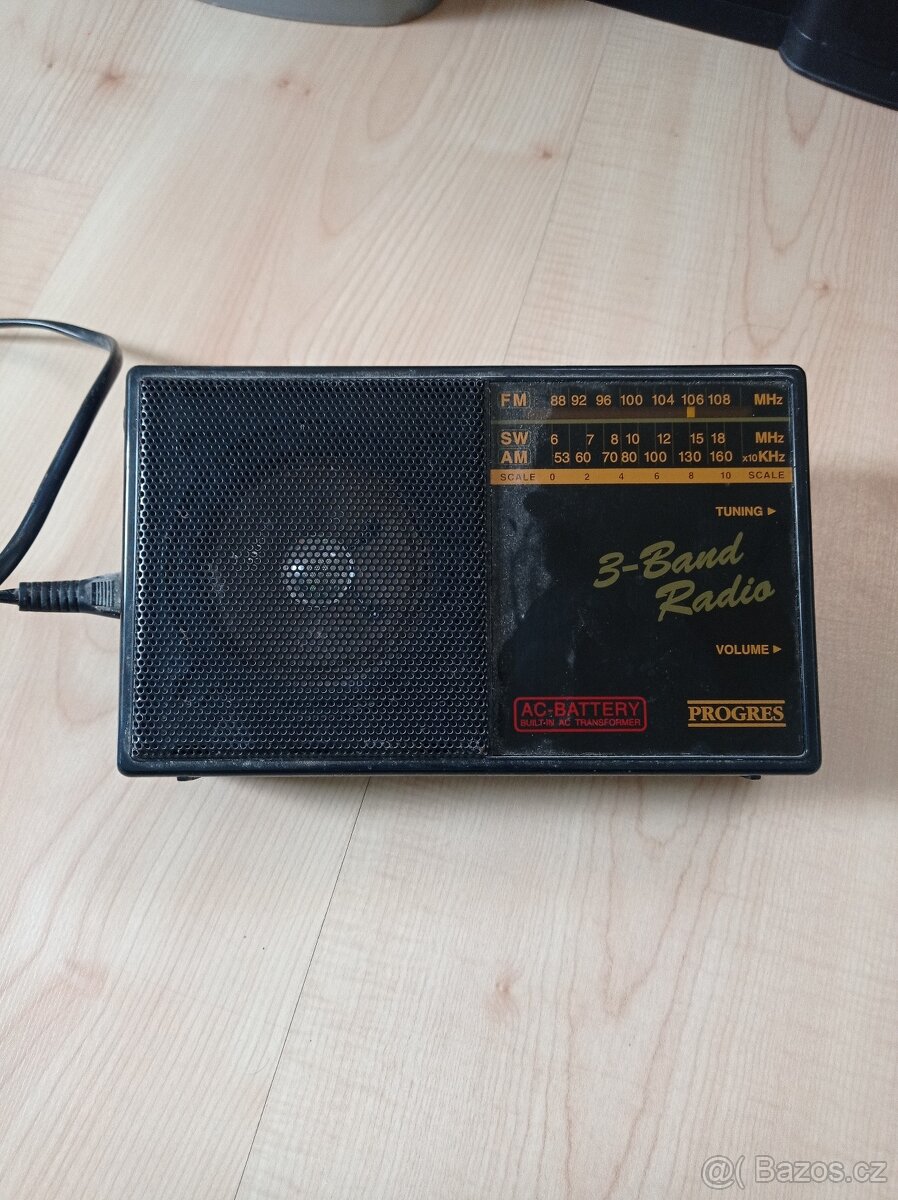 FM 88 92 96 100 104 106 108 MHz
SW 6 7 8 10 12 15 18 MHz
AM 53 60 70 80 100 130 160 x10KHz
SCALE 0 2 4 6 8 10 SCALE
TUNING ►
3-Band
Radio
VOLUME ►
AC-BATTERY
BUILT-IN AC TRANSFORMER
PROGRES
@( Bazos.cz